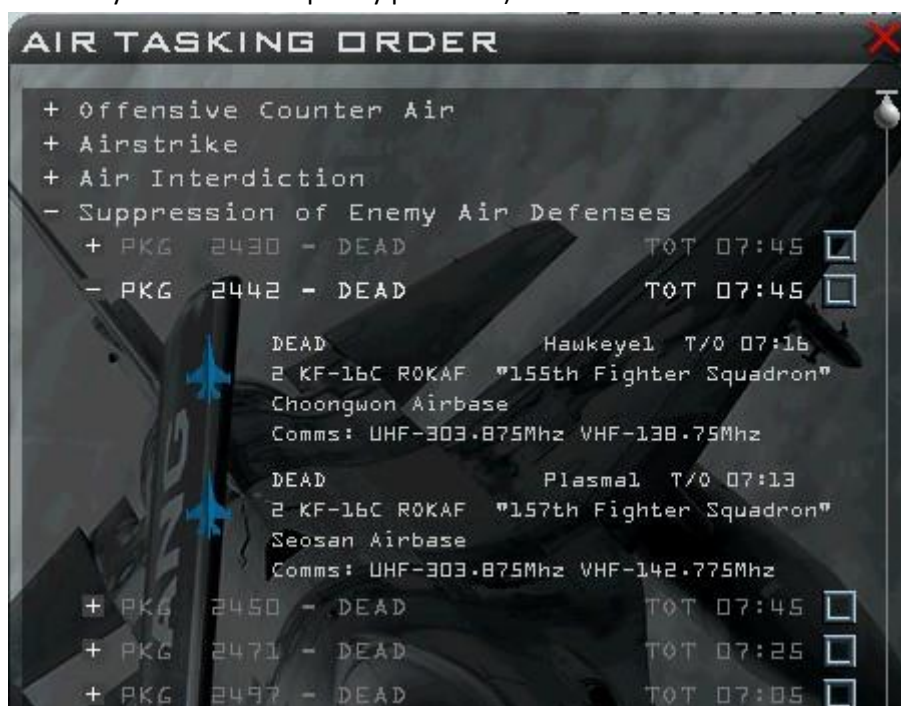 AIR TASKING ORDER
+ Offensive Counter Air
+ Airstrike
+ Air Interdiction
- Suppression of Enemy Air Defenses
+ PKG 2430 - DEAD TOT 07:45
- PKG 2442 - DEAD TOT 07:45
DEAD Hawkeye1 T/O 07:16
2 KF-16C ROKAF "155th Fighter Squadron"
Choongwon Airbase
Comms: UHF-303.875Mhz VHF-138.75Mhz
DEAD Plasma1 T/O 07:13
2 KF-16C ROKAF "157th Fighter Squadron"
Seosan Airbase
Comms: UHF-303.875Mhz VHF-142.775Mhz
+ PKG 2450 - DEAD TOT 07:45
+ PKG 2471 - DEAD TOT 07:25
+ PKG 2497 - DEAD TOT 07:05
ANG